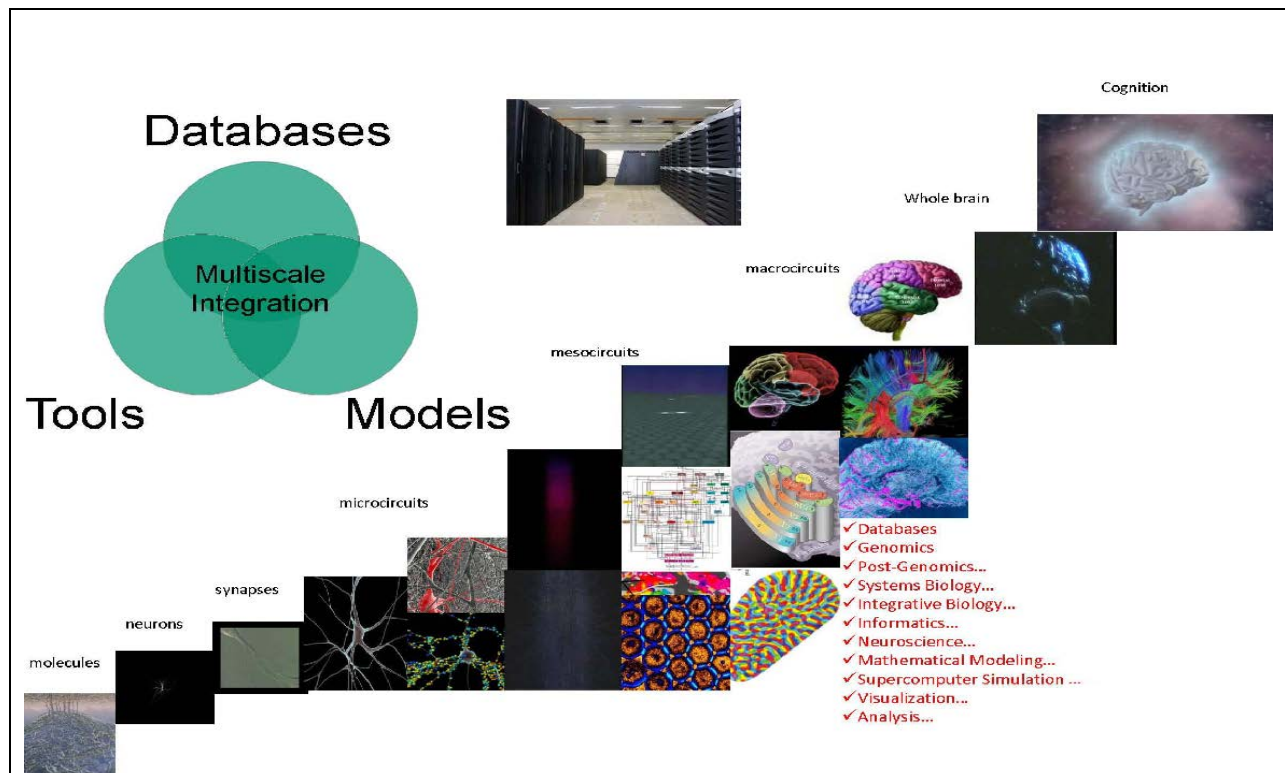 Databases
Multiscale
Integration
Tools
Models
Cognition
Whole brain
macrocircuits
mesocircuits
microcircuits
synapses
neurons
molecules
✓Databases
✓Genomics
✓Post-Genomics...
✓Systems Biology...
✓Integrative Biology...
✓Informatics...
✓Neuroscience...
✓Mathematical Modeling...
✓Supercomputer Simulation ...
✓Visualization...
✓Analysis...